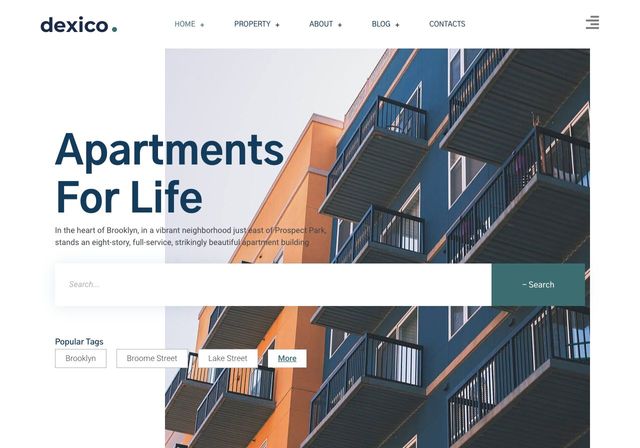 dexico.
HOME + PROPERTY + ABOUT + BLOG + CONTACTS
Apartments
For Life
In the heart of Brooklyn, in a vibrant neighborhood just east of Prospect Park,
stands an eight-story, full-service, strikingly beautiful apartment building
Search...
– Search
Popular Tags
Brooklyn
Broome Street
Lake Street
More